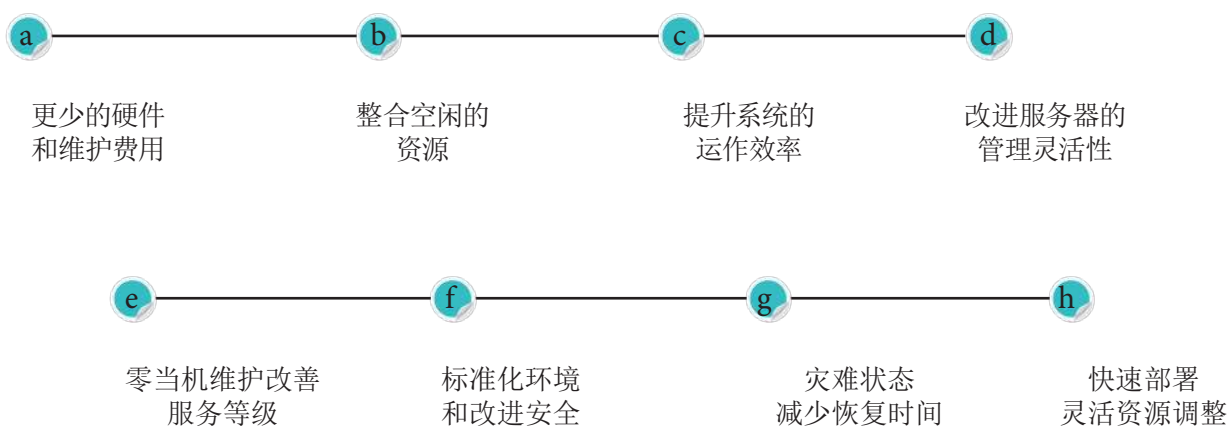 a b c d
更少的硬件
和维护费用
整合空闲的
资源
提升系统的
运作效率
改进服务器的
管理灵活性
e f g h
零当机维护改善
服务等级
标准化环境
和改进安全
灾难状态
减少恢复时间
快速部署
灵活资源调整